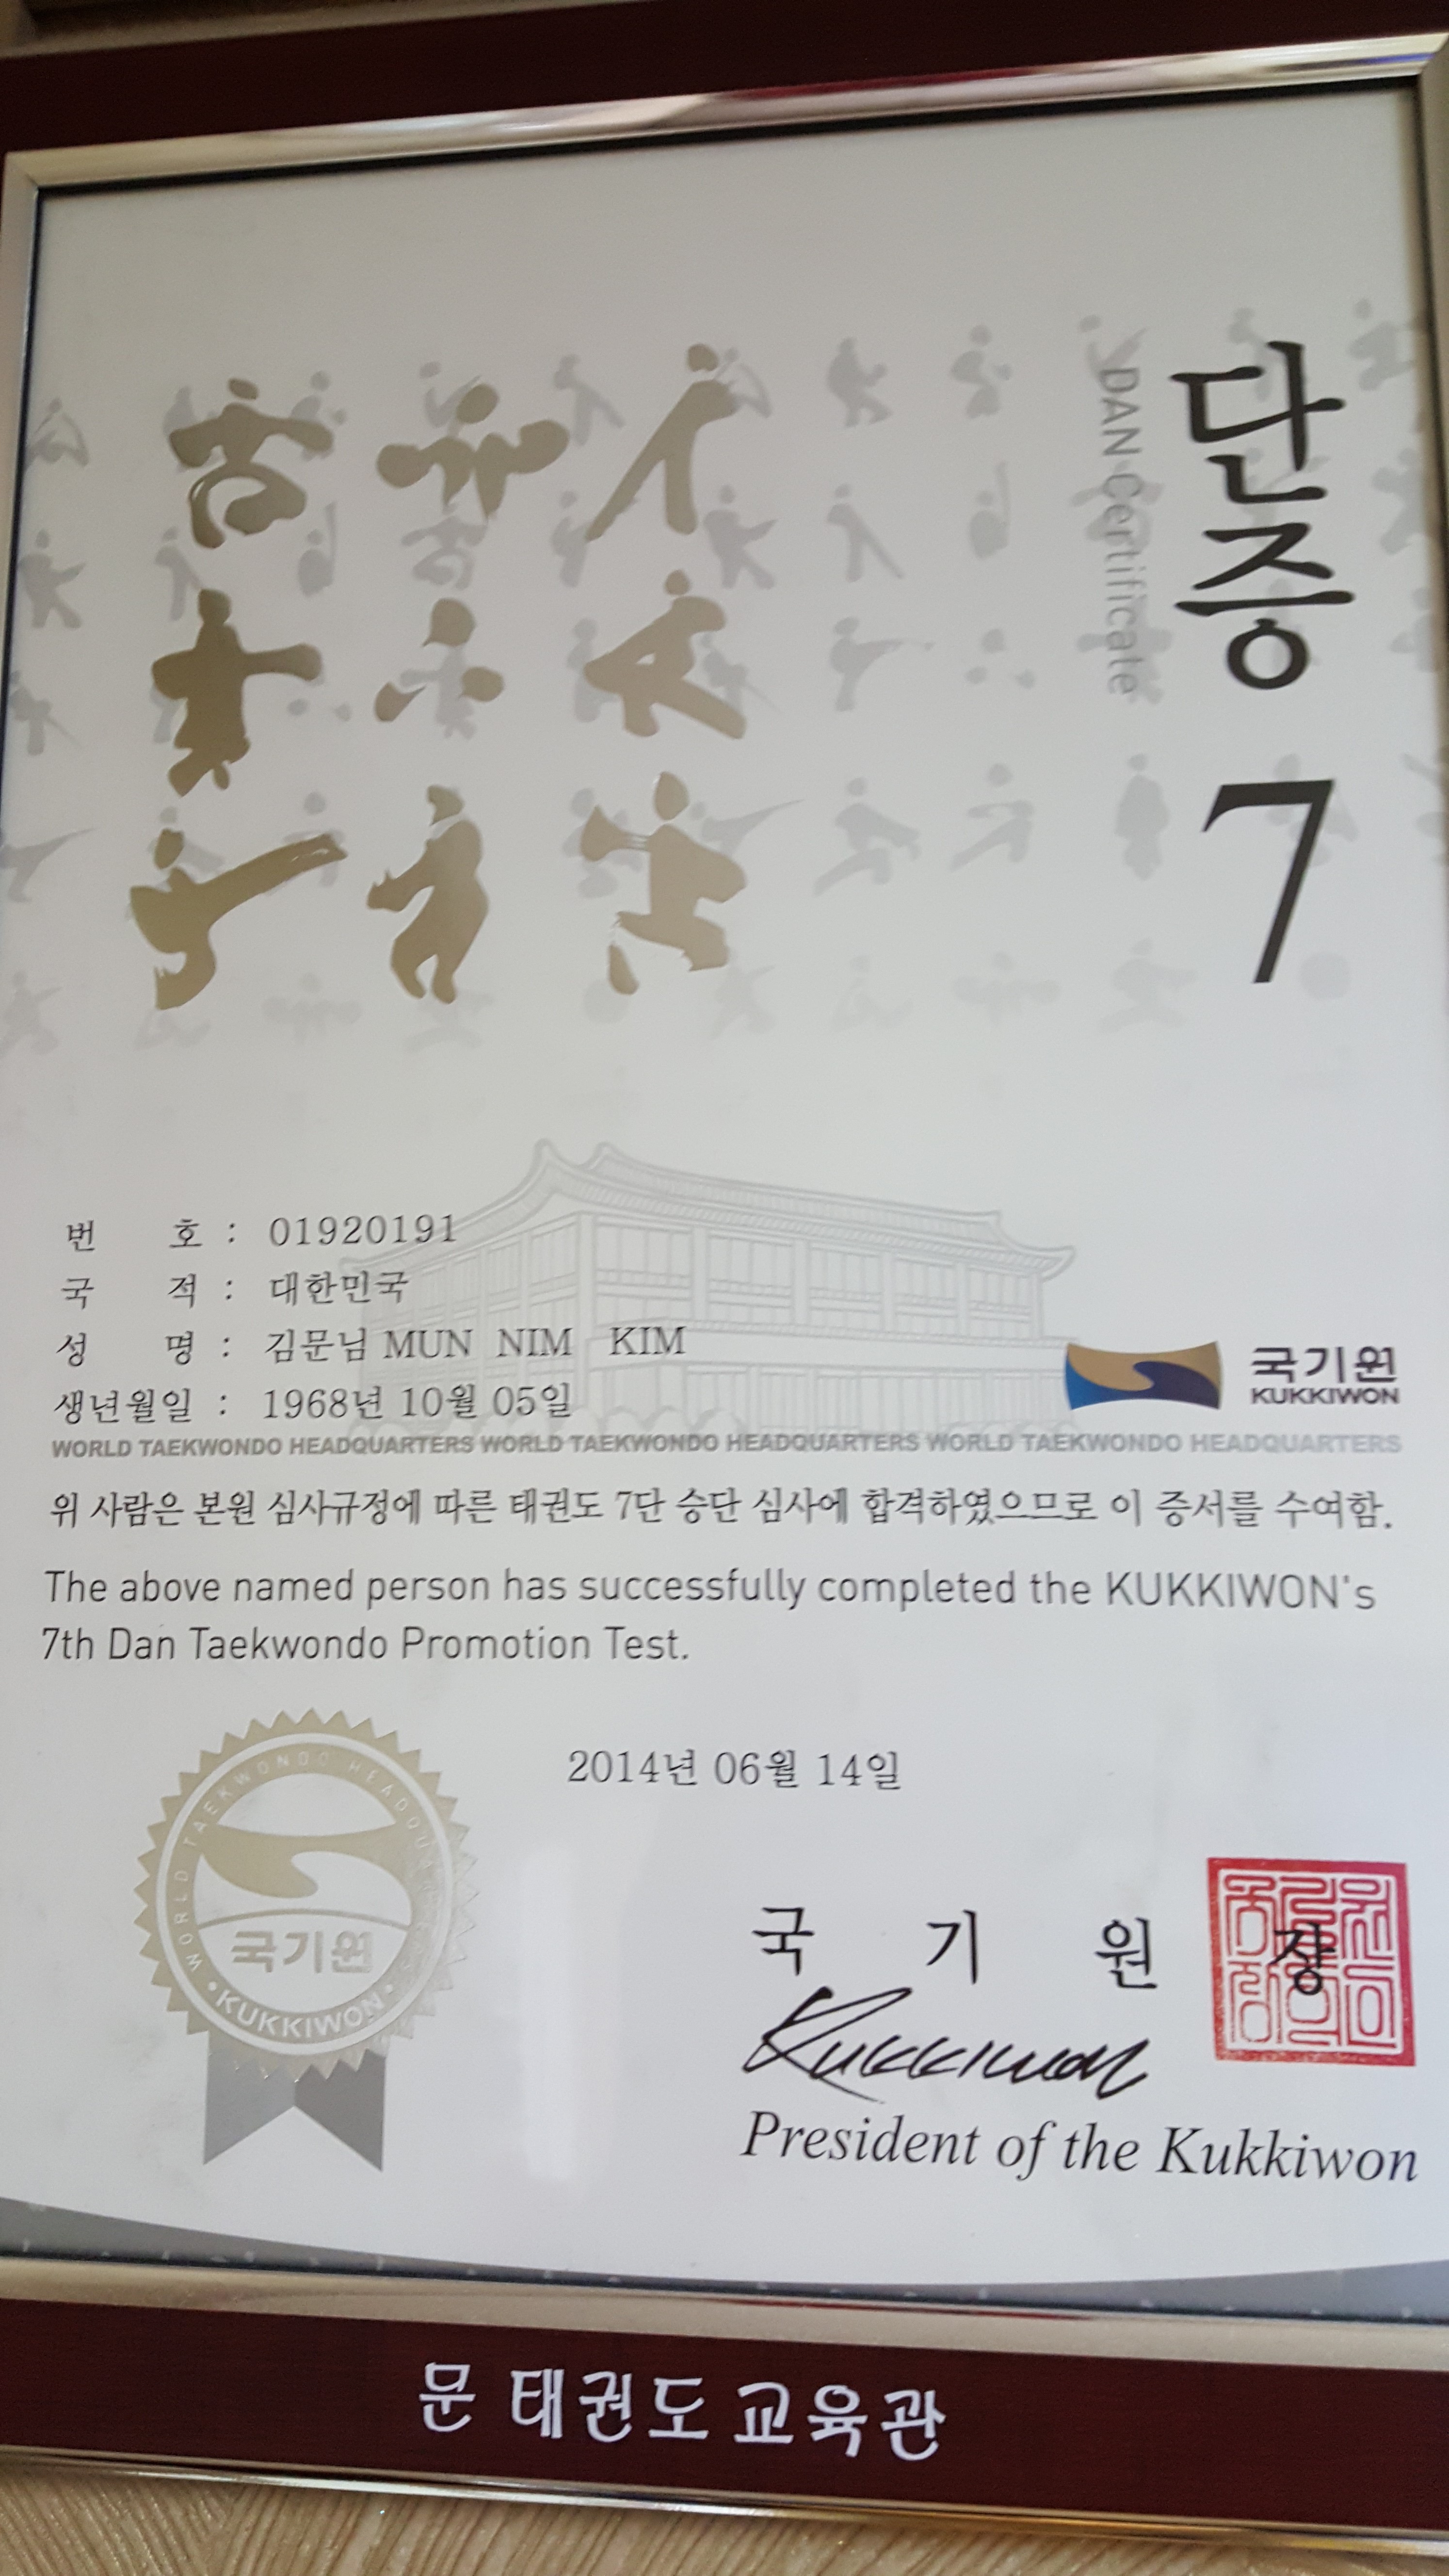 단증 7
DAN Certificate
번 호 : 01920191
국 적 : 대한민국
성 명 : 김문님 MUN NIM KIM
생년월일 : 1968년 10월 05일
국기원
KUKKIWON
WORLD TAEKWONDO HEADQUARTERS WORLD TAEKWONDO HEADQUARTERS WORLD TAEKWONDO HEADQUARTERS
위 사람은 본원 심사규정에 따른 태권도 7단 승단 심사에 합격하였으므로 이 증서를 수여함.
The above named person has successfully completed the KUKKIWON's
7th Dan Taekwondo Promotion Test.
2014년 06월 14일
WORLD TAEKWONDO HEADQUARTERS
국기원
KUKKIWON
국 기 원 장
Kukkiwon
President of the Kukkiwon
문 태권도교육관